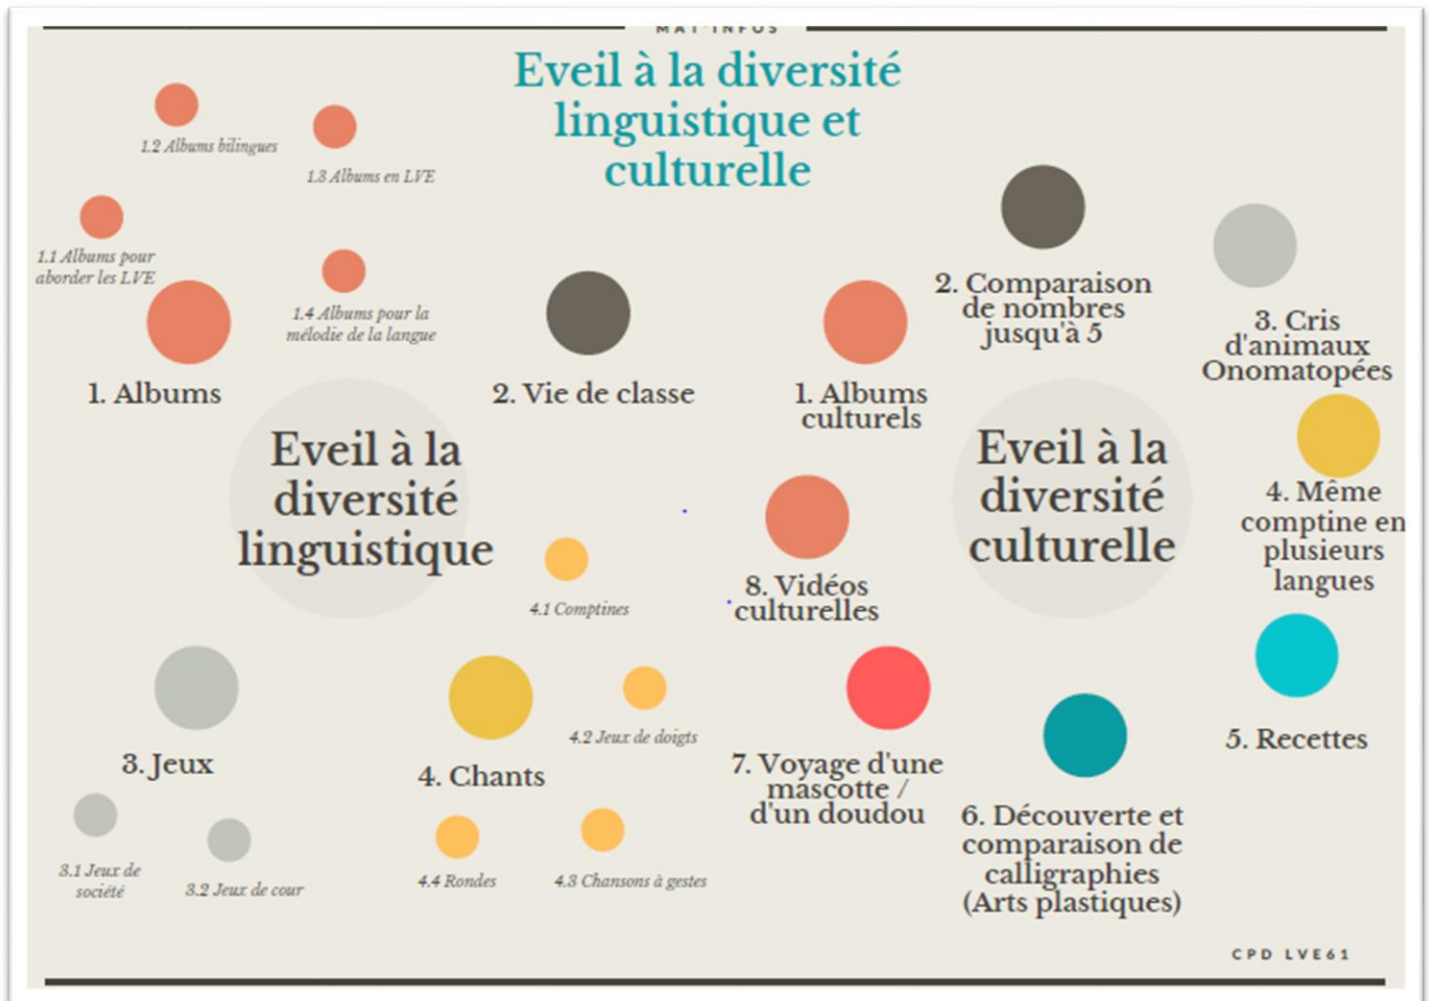 MAT'INFOS
Eveil à la diversité
linguistique et
culturelle
1.2 Albums bilingues
1.3 Albums en LVE
1.1 Albums pour
aborder les LVE
1.4 Albums pour la
mélodie de la langue
1. Albums
2. Vie de classe
Eveil à la
diversité
linguistique
4.1 Comptines
3. Jeux
4. Chants
4.2 Jeux de doigts
3.1 Jeux de
société
3.2 Jeux de cour
4.4 Rondes
4.3 Chansons à gestes
1. Albums
culturels
2. Comparaison
de nombres
jusqu'à 5
3. Cris
d'animaux
Onomatopées
Eveil à la
diversité
culturelle
4. Même
comptine en
plusieurs
langues
8. Vidéos
culturelles
5. Recettes
7. Voyage d'une
mascotte /
d'un doudou
6. Découverte et
comparaison de
calligraphies
(Arts plastiques)
CPD LVE61